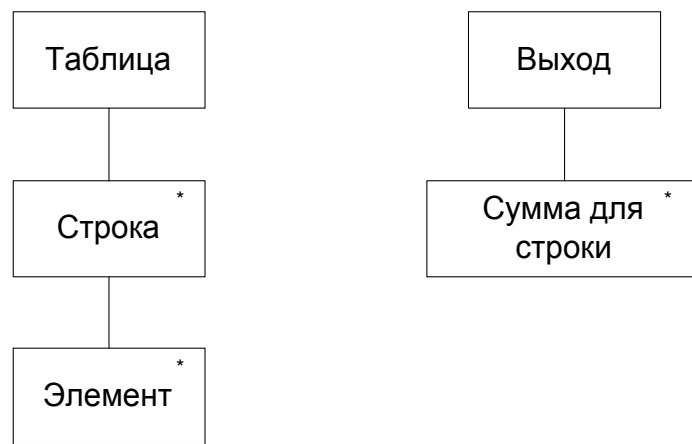 Таблица
Выход
*
Строка
*
Сумма для
строки
*
Элемент